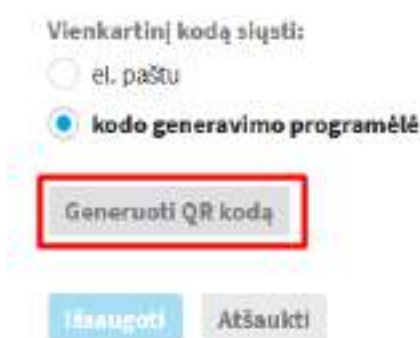 Vienkartinį kodą siųsti:
el. paštu
kodo generavimo programėlė
Generuoti QR kodą
Išsaugoti Atšaukti